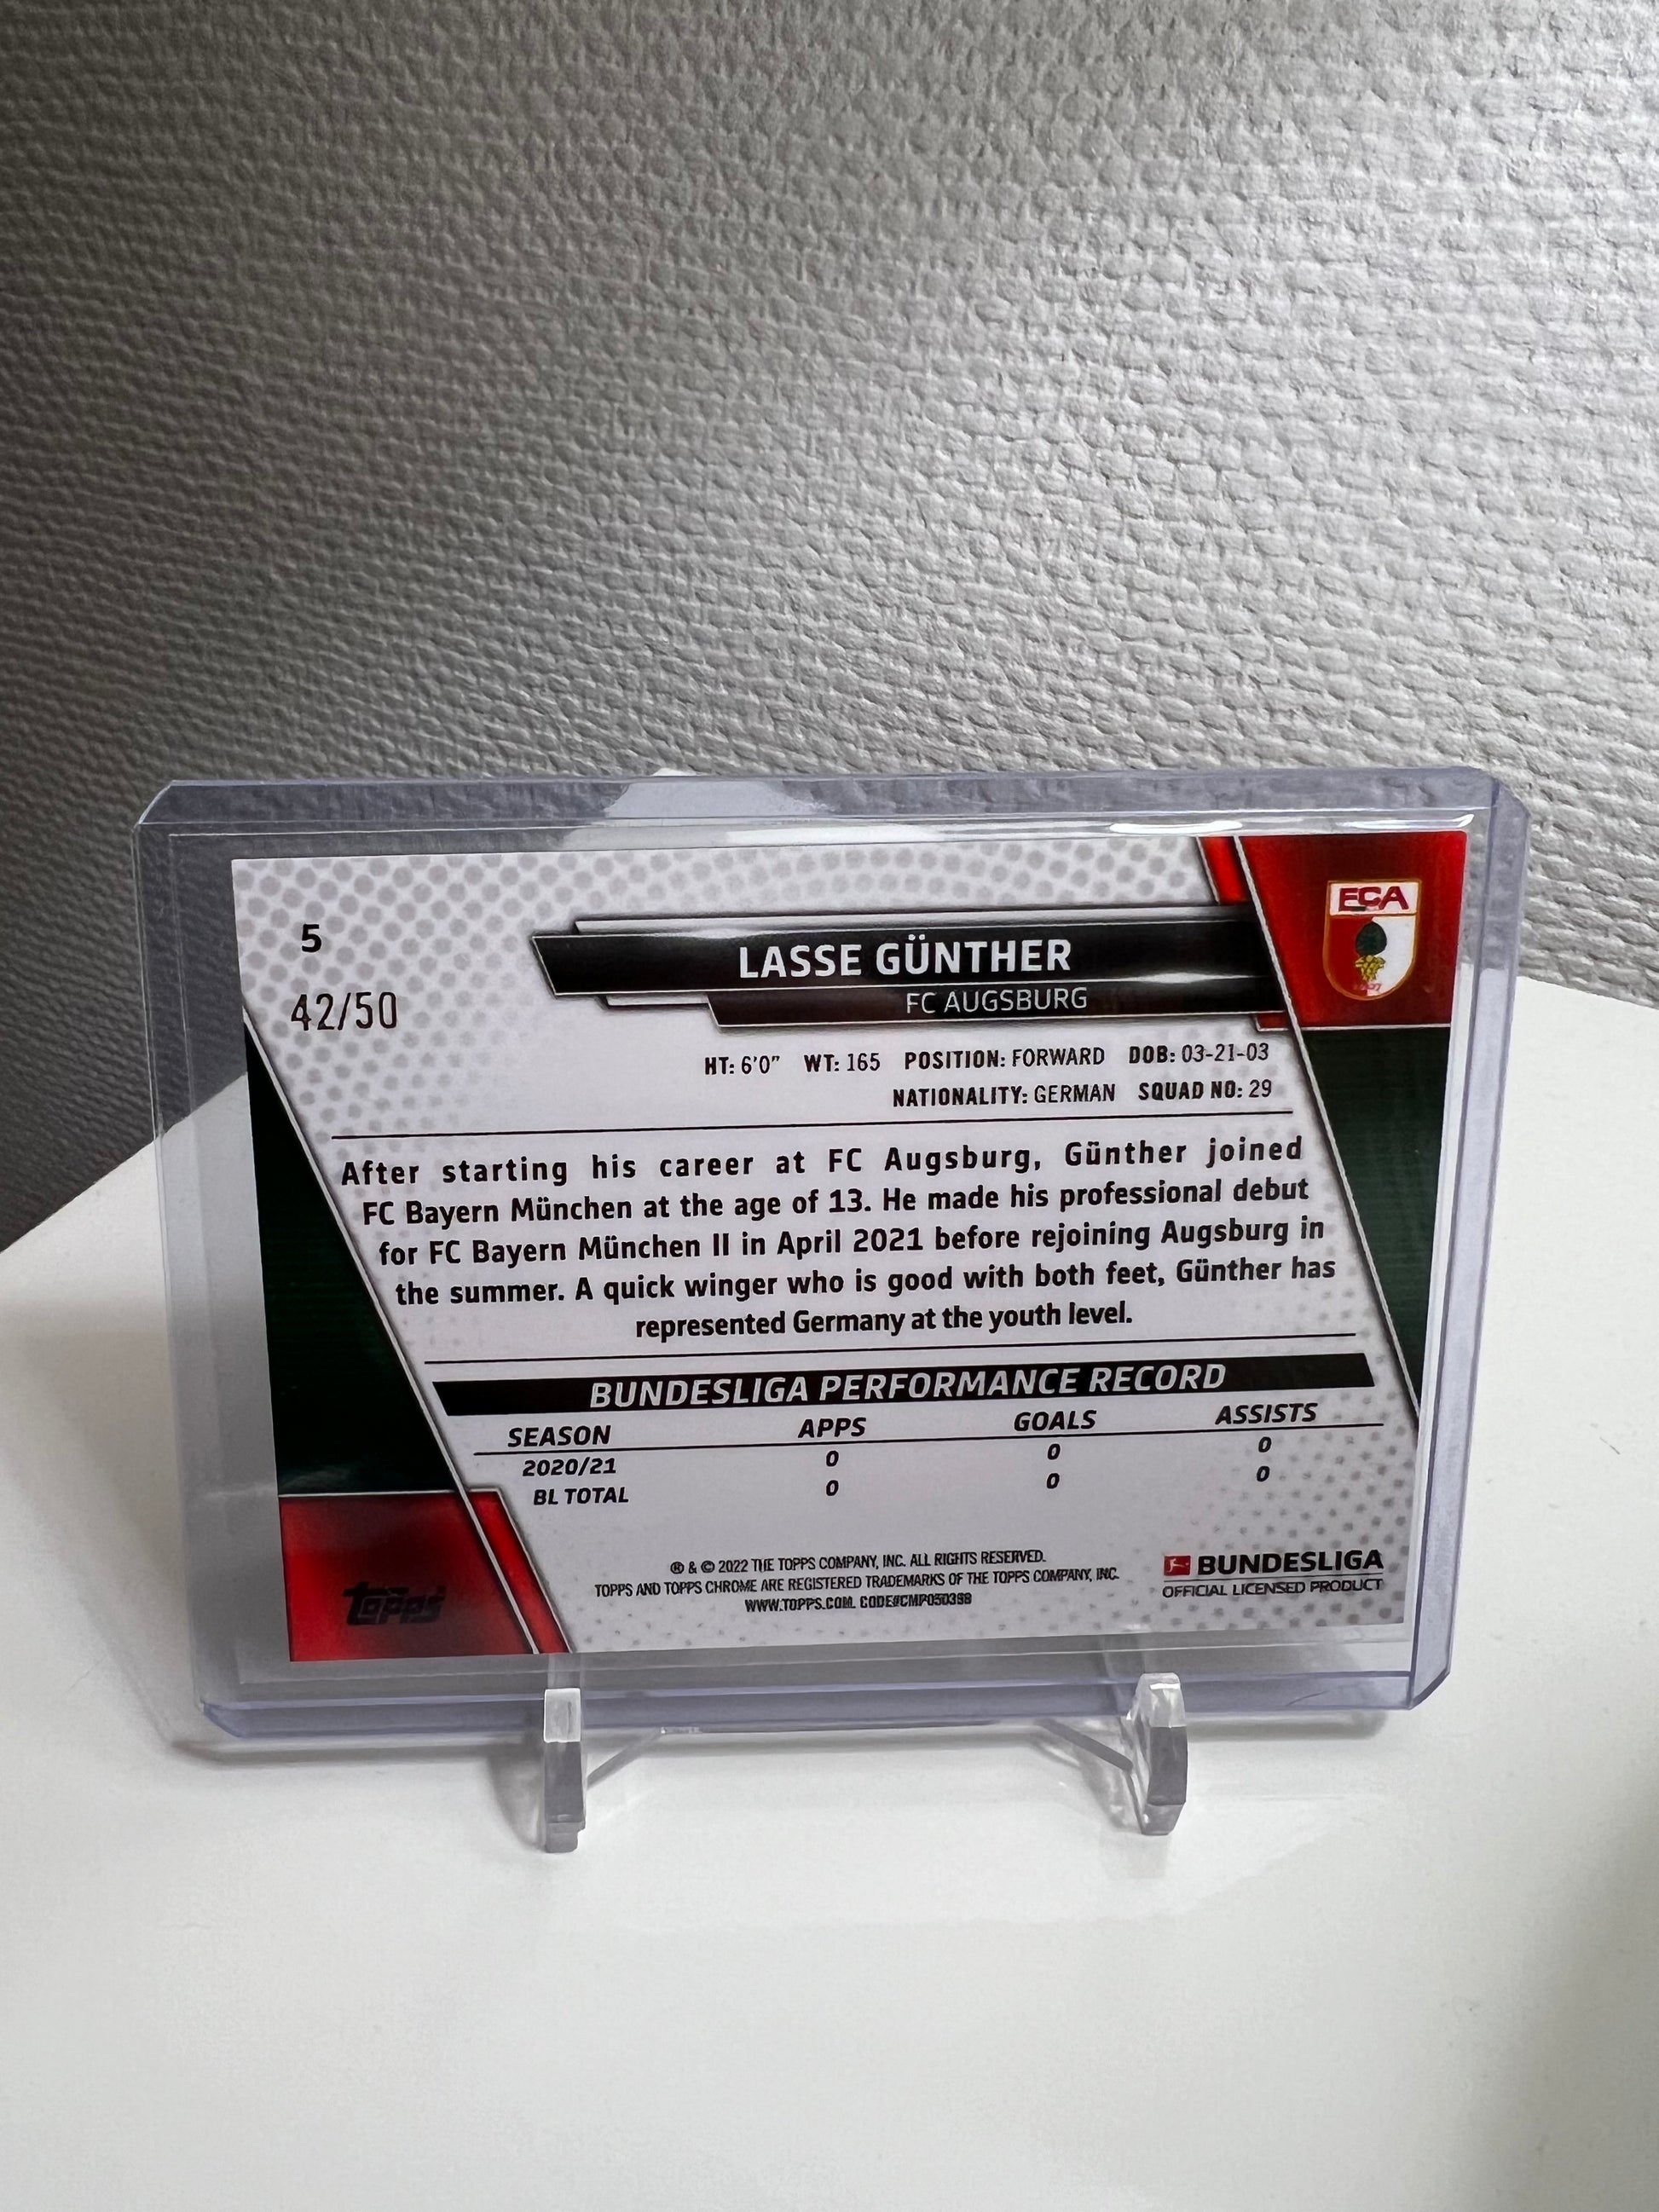 5
42/50
LASSE GÜNTHER
FC AUGSBURG
FCA
HT: 6'0" WT: 165 POSITION: FORWARD DOB: 03-21-03
NATIONALITY: GERMAN SQUAD NO: 29
After starting his career at FC Augsburg, Günther joined
FC Bayern München at the age of 13. He made his professional debut
for FC Bayern München II in April 2021 before rejoining Augsburg in
the summer. A quick winger who is good with both feet, Günther has
represented Germany at the youth level.
BUNDESLIGA PERFORMANCE RECORD
SEASON APPS GOALS ASSISTS
2020/21 0 0 0
BL TOTAL 0 0 0
® & © 2022 THE TOPPS COMPANY, INC. ALL RIGHTS RESERVED.
TOPPS AND TOPPS CHROME ARE REGISTERED TRADEMARKS OF THE TOPPS COMPANY, INC.
WWW.TOPPS.COM. CODE#CMP050398
topps
BUNDESLIGA
OFFICIAL LICENSED PRODUCT